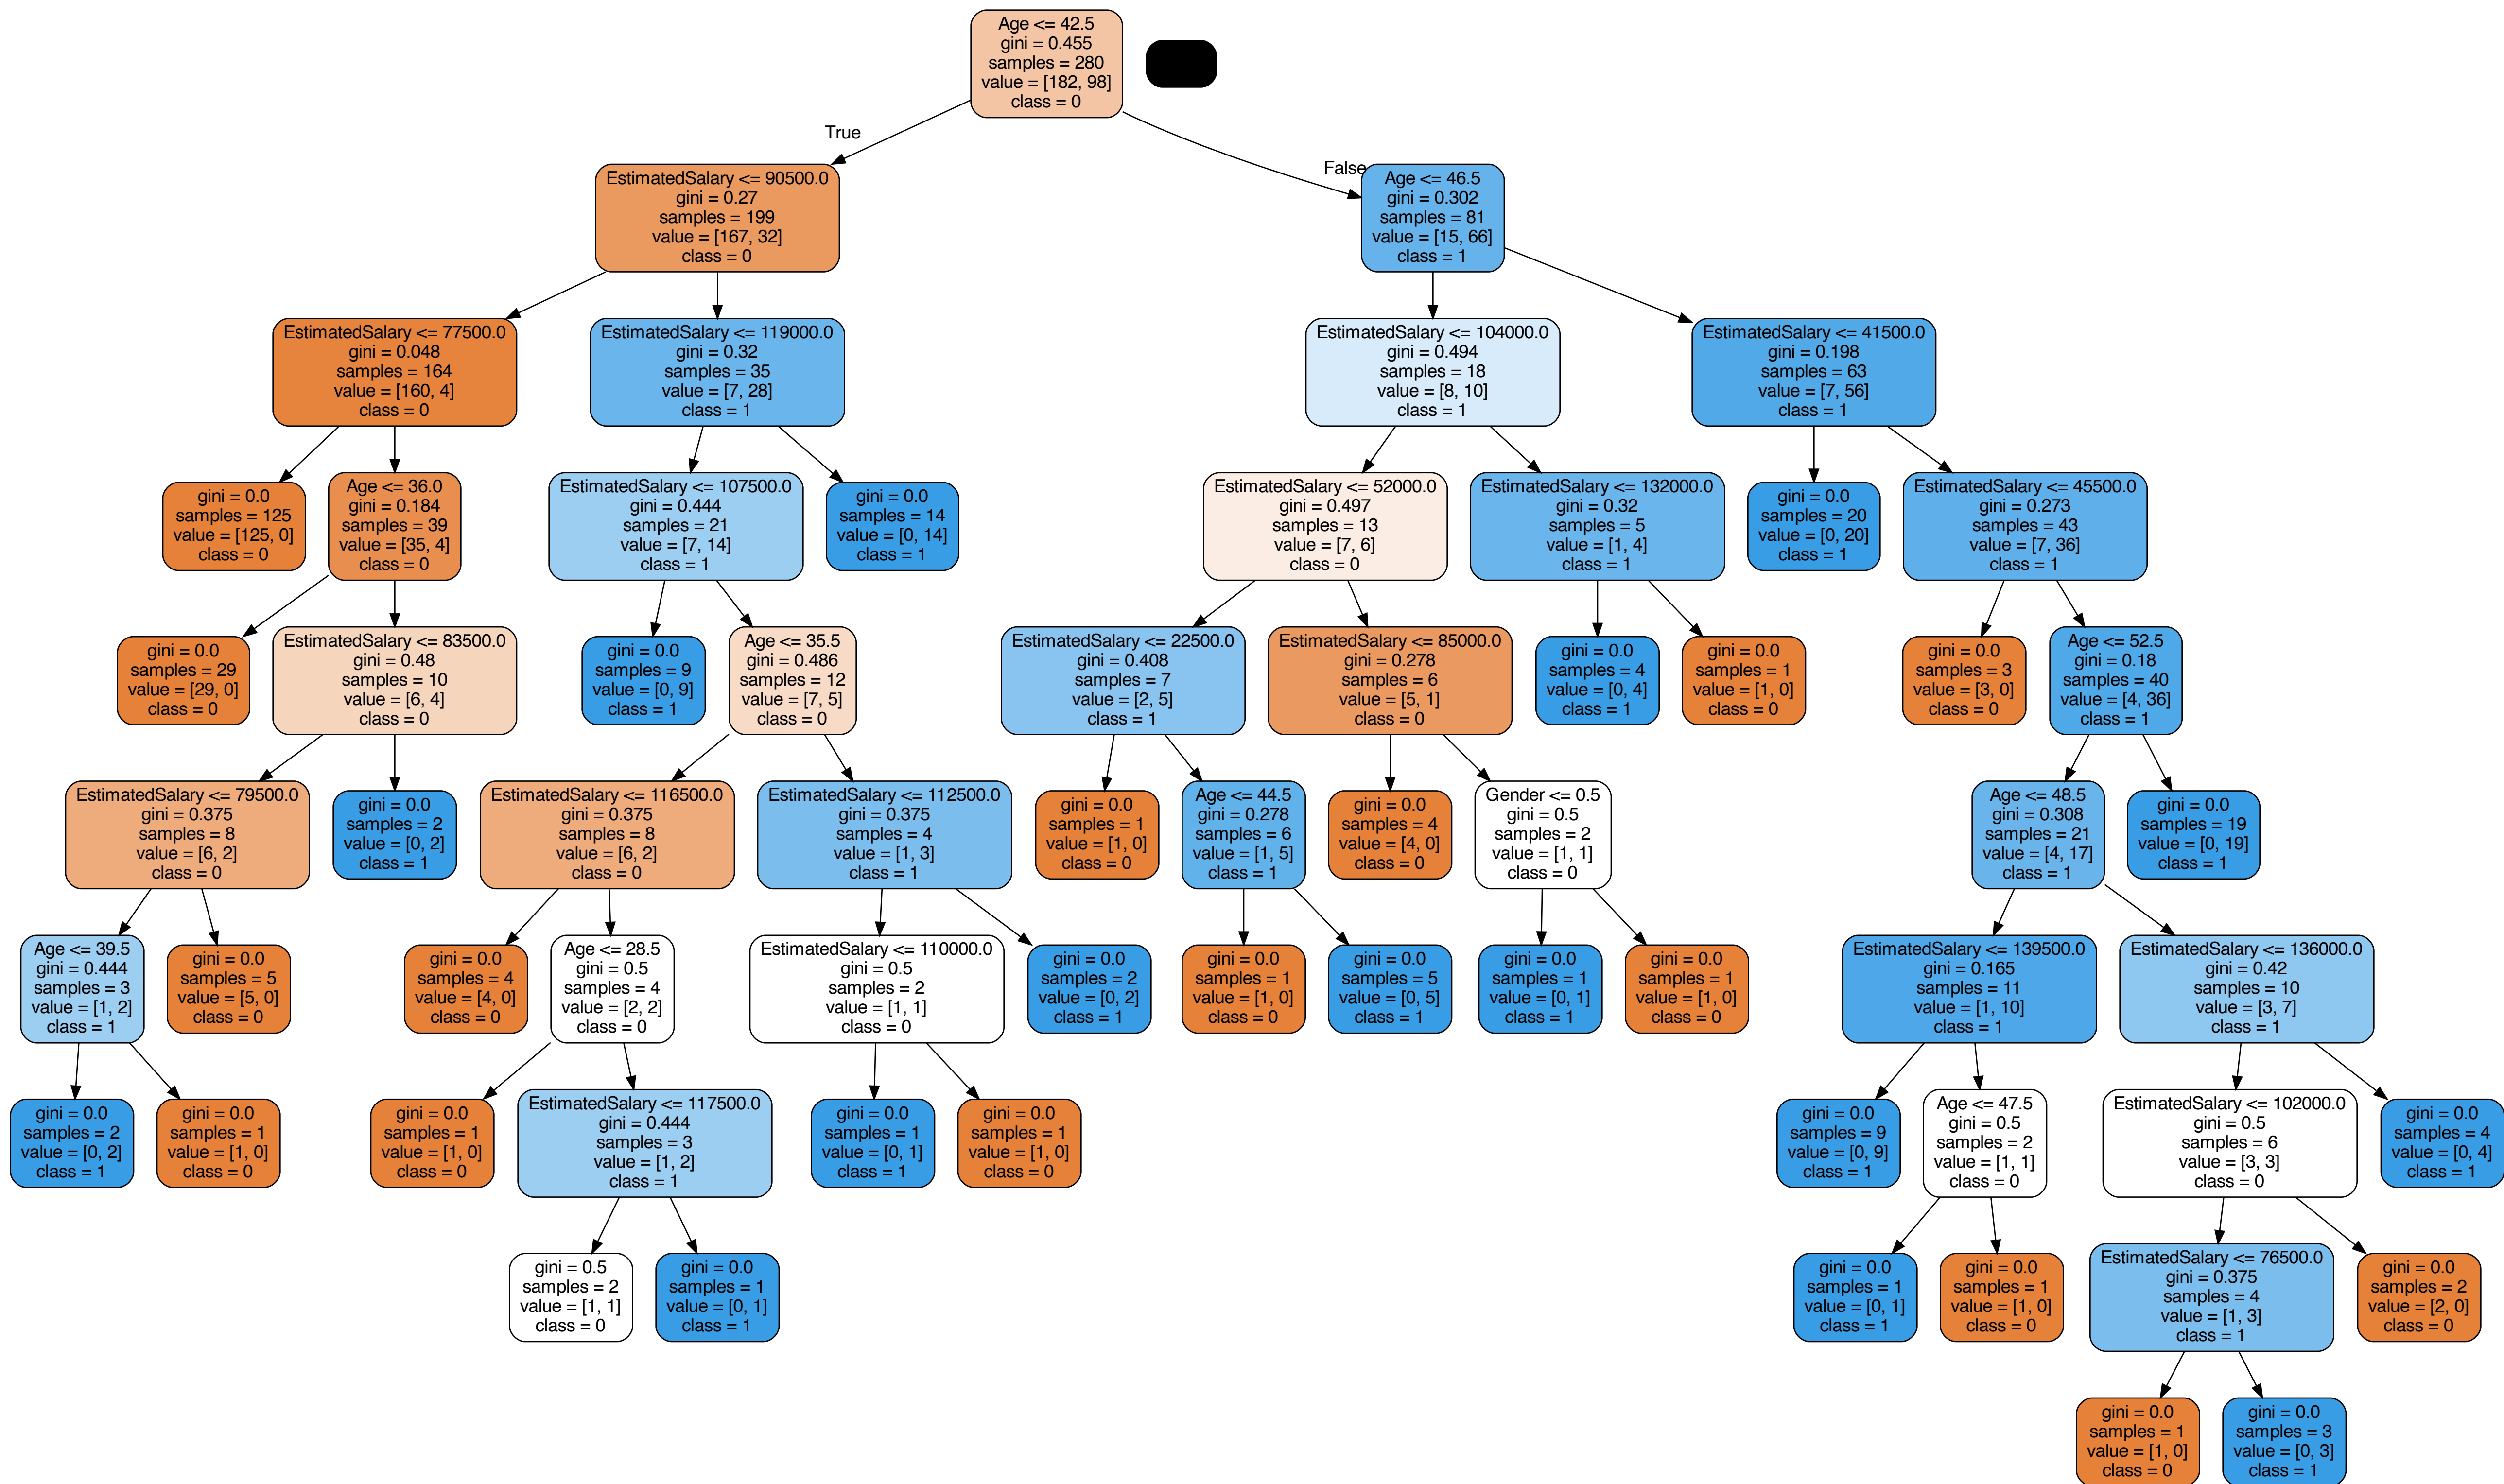 Age <= 42.5
gini = 0.455
samples = 280
value = [182, 98]
class = 0
True
False
EstimatedSalary <= 90500.0
gini = 0.27
samples = 199
value = [167, 32]
class = 0
Age <= 46.5
gini = 0.302
samples = 81
value = [15, 66]
class = 1
EstimatedSalary <= 77500.0
gini = 0.048
samples = 164
value = [160, 4]
class = 0
EstimatedSalary <= 119000.0
gini = 0.32
samples = 35
value = [7, 28]
class = 1
EstimatedSalary <= 104000.0
gini = 0.494
samples = 18
value = [8, 10]
class = 1
EstimatedSalary <= 41500.0
gini = 0.198
samples = 63
value = [7, 56]
class = 1
gini = 0.0
samples = 125
value = [125, 0]
class = 0
Age <= 36.0
gini = 0.184
samples = 39
value = [35, 4]
class = 0
EstimatedSalary <= 107500.0
gini = 0.444
samples = 21
value = [7, 14]
class = 1
gini = 0.0
samples = 14
value = [0, 14]
class = 1
EstimatedSalary <= 52000.0
gini = 0.497
samples = 13
value = [7, 6]
class = 0
EstimatedSalary <= 132000.0
gini = 0.32
samples = 5
value = [1, 4]
class = 1
gini = 0.0
samples = 20
value = [0, 20]
class = 1
EstimatedSalary <= 45500.0
gini = 0.273
samples = 43
value = [7, 36]
class = 1
gini = 0.0
samples = 29
value = [29, 0]
class = 0
EstimatedSalary <= 83500.0
gini = 0.48
samples = 10
value = [6, 4]
class = 0
gini = 0.0
samples = 9
value = [0, 9]
class = 1
Age <= 35.5
gini = 0.486
samples = 12
value = [7, 5]
class = 0
EstimatedSalary <= 22500.0
gini = 0.408
samples = 7
value = [2, 5]
class = 1
EstimatedSalary <= 85000.0
gini = 0.278
samples = 6
value = [5, 1]
class = 0
gini = 0.0
samples = 4
value = [0, 4]
class = 1
gini = 0.0
samples = 1
value = [1, 0]
class = 0
gini = 0.0
samples = 3
value = [3, 0]
class = 0
Age <= 52.5
gini = 0.18
samples = 40
value = [4, 36]
class = 1
EstimatedSalary <= 79500.0
gini = 0.375
samples = 8
value = [6, 2]
class = 0
gini = 0.0
samples = 2
value = [0, 2]
class = 1
EstimatedSalary <= 116500.0
gini = 0.375
samples = 8
value = [6, 2]
class = 0
EstimatedSalary <= 112500.0
gini = 0.375
samples = 4
value = [1, 3]
class = 1
gini = 0.0
samples = 1
value = [1, 0]
class = 0
Age <= 44.5
gini = 0.278
samples = 6
value = [1, 5]
class = 1
gini = 0.0
samples = 4
value = [4, 0]
class = 0
Gender <= 0.5
gini = 0.5
samples = 2
value = [1, 1]
class = 0
Age <= 48.5
gini = 0.308
samples = 21
value = [4, 17]
class = 1
gini = 0.0
samples = 19
value = [0, 19]
class = 1
Age <= 39.5
gini = 0.444
samples = 3
value = [1, 2]
class = 1
gini = 0.0
samples = 5
value = [5, 0]
class = 0
gini = 0.0
samples = 4
value = [4, 0]
class = 0
Age <= 28.5
gini = 0.5
samples = 4
value = [2, 2]
class = 0
EstimatedSalary <= 110000.0
gini = 0.5
samples = 2
value = [1, 1]
class = 0
gini = 0.0
samples = 2
value = [0, 2]
class = 1
gini = 0.0
samples = 1
value = [1, 0]
class = 0
gini = 0.0
samples = 5
value = [0, 5]
class = 1
gini = 0.0
samples = 1
value = [0, 1]
class = 1
gini = 0.0
samples = 1
value = [1, 0]
class = 0
EstimatedSalary <= 139500.0
gini = 0.165
samples = 11
value = [1, 10]
class = 1
EstimatedSalary <= 136000.0
gini = 0.42
samples = 10
value = [3, 7]
class = 1
gini = 0.0
samples = 2
value = [0, 2]
class = 1
gini = 0.0
samples = 1
value = [1, 0]
class = 0
gini = 0.0
samples = 1
value = [1, 0]
class = 0
EstimatedSalary <= 117500.0
gini = 0.444
samples = 3
value = [1, 2]
class = 1
gini = 0.0
samples = 1
value = [0, 1]
class = 1
gini = 0.0
samples = 1
value = [1, 0]
class = 0
gini = 0.0
samples = 9
value = [0, 9]
class = 1
Age <= 47.5
gini = 0.5
samples = 2
value = [1, 1]
class = 0
EstimatedSalary <= 102000.0
gini = 0.5
samples = 6
value = [3, 3]
class = 0
gini = 0.0
samples = 4
value = [0, 4]
class = 1
gini = 0.5
samples = 2
value = [1, 1]
class = 0
gini = 0.0
samples = 1
value = [0, 1]
class = 1
gini = 0.0
samples = 1
value = [0, 1]
class = 1
gini = 0.0
samples = 1
value = [1, 0]
class = 0
EstimatedSalary <= 76500.0
gini = 0.375
samples = 4
value = [1, 3]
class = 1
gini = 0.0
samples = 2
value = [2, 0]
class = 0
gini = 0.0
samples = 1
value = [1, 0]
class = 0
gini = 0.0
samples = 3
value = [0, 3]
class = 1